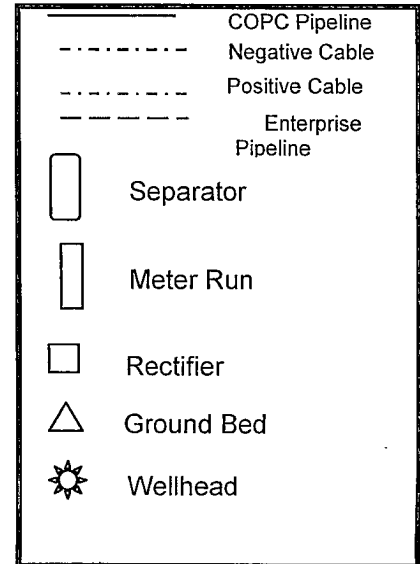 COPC Pipeline
Negative Cable
Positive Cable
Enterprise
Pipeline
Separator
Meter Run
Rectifier
Ground Bed
Wellhead